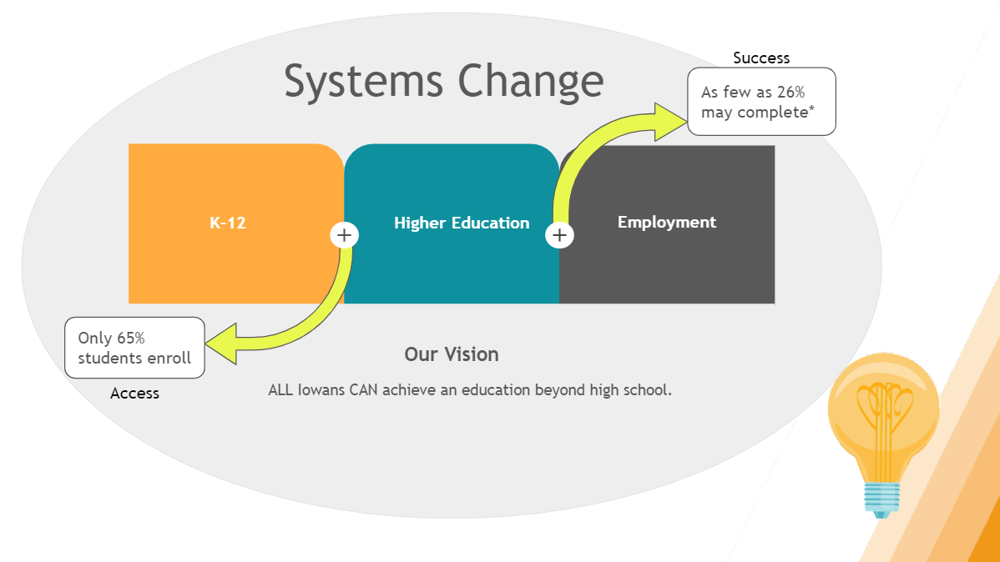 Systems Change
Success
As few as 26%
may complete*
K-12
Higher Education
Employment
Only 65%
students enroll
Access
Our Vision
ALL Iowans CAN achieve an education beyond high school.